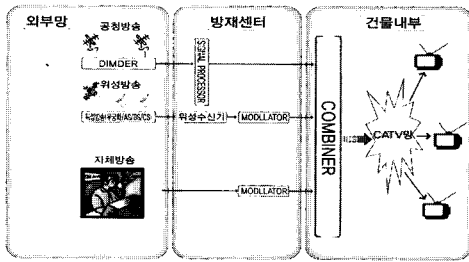 외부망
방재센터
건물내부
공청방송
DIMDER
SIGNAL PROCESSOR
위성방송
위성수신기
MODLLATOR
COMBINER
CATV망
자체방송
MODLLATOR